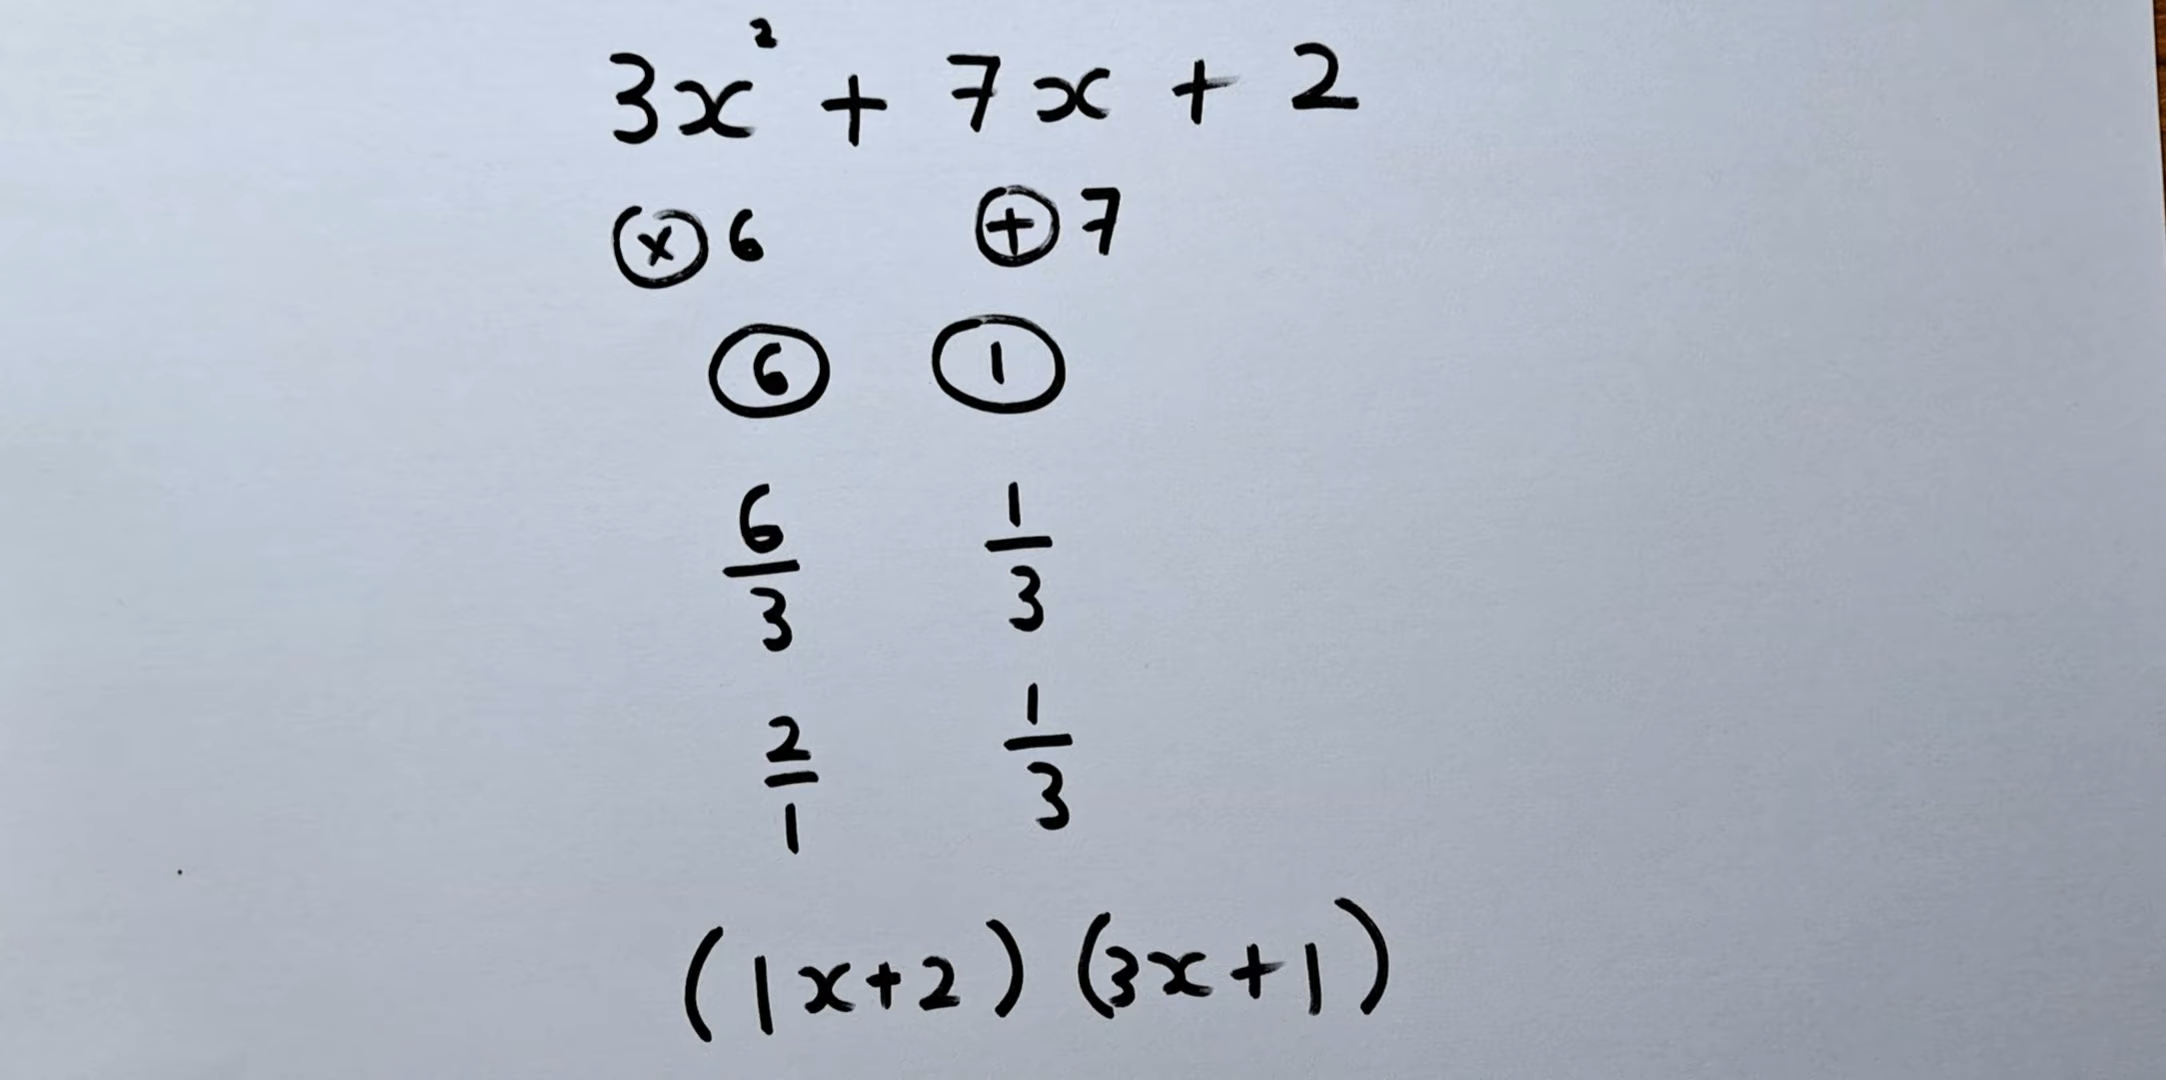 3x² + 7x + 2
⊗ 6 ⊕ 7
6 1
6/3 1/3
2/1 1/3
(1x+2) (3x+1)